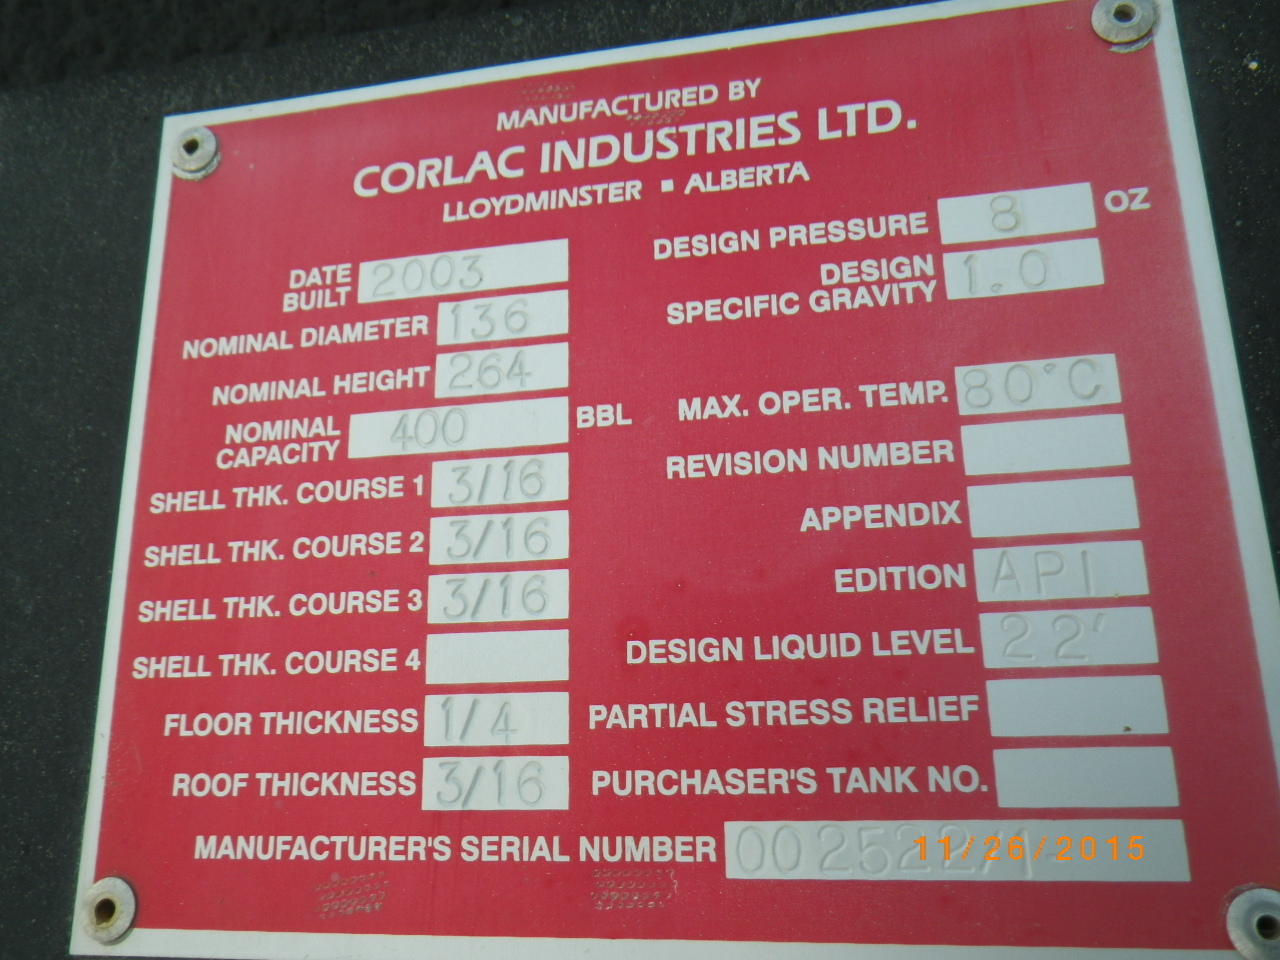 MANUFACTURED BY
CORLAC INDUSTRIES LTD.
LLOYDMINSTER ▪ ALBERTA
DATE BUILT 2003
NOMINAL DIAMETER 136
NOMINAL HEIGHT 264
NOMINAL CAPACITY 400 BBL
SHELL THK. COURSE 1 3/16
SHELL THK. COURSE 2 3/16
SHELL THK. COURSE 3 3/16
SHELL THK. COURSE 4
FLOOR THICKNESS 1/4
ROOF THICKNESS 3/16
DESIGN PRESSURE 8 OZ
DESIGN SPECIFIC GRAVITY 1.0
MAX. OPER. TEMP. 80°C
REVISION NUMBER
APPENDIX
EDITION API
DESIGN LIQUID LEVEL 22'
PARTIAL STRESS RELIEF
PURCHASER'S TANK NO.
MANUFACTURER'S SERIAL NUMBER
11/26/2015